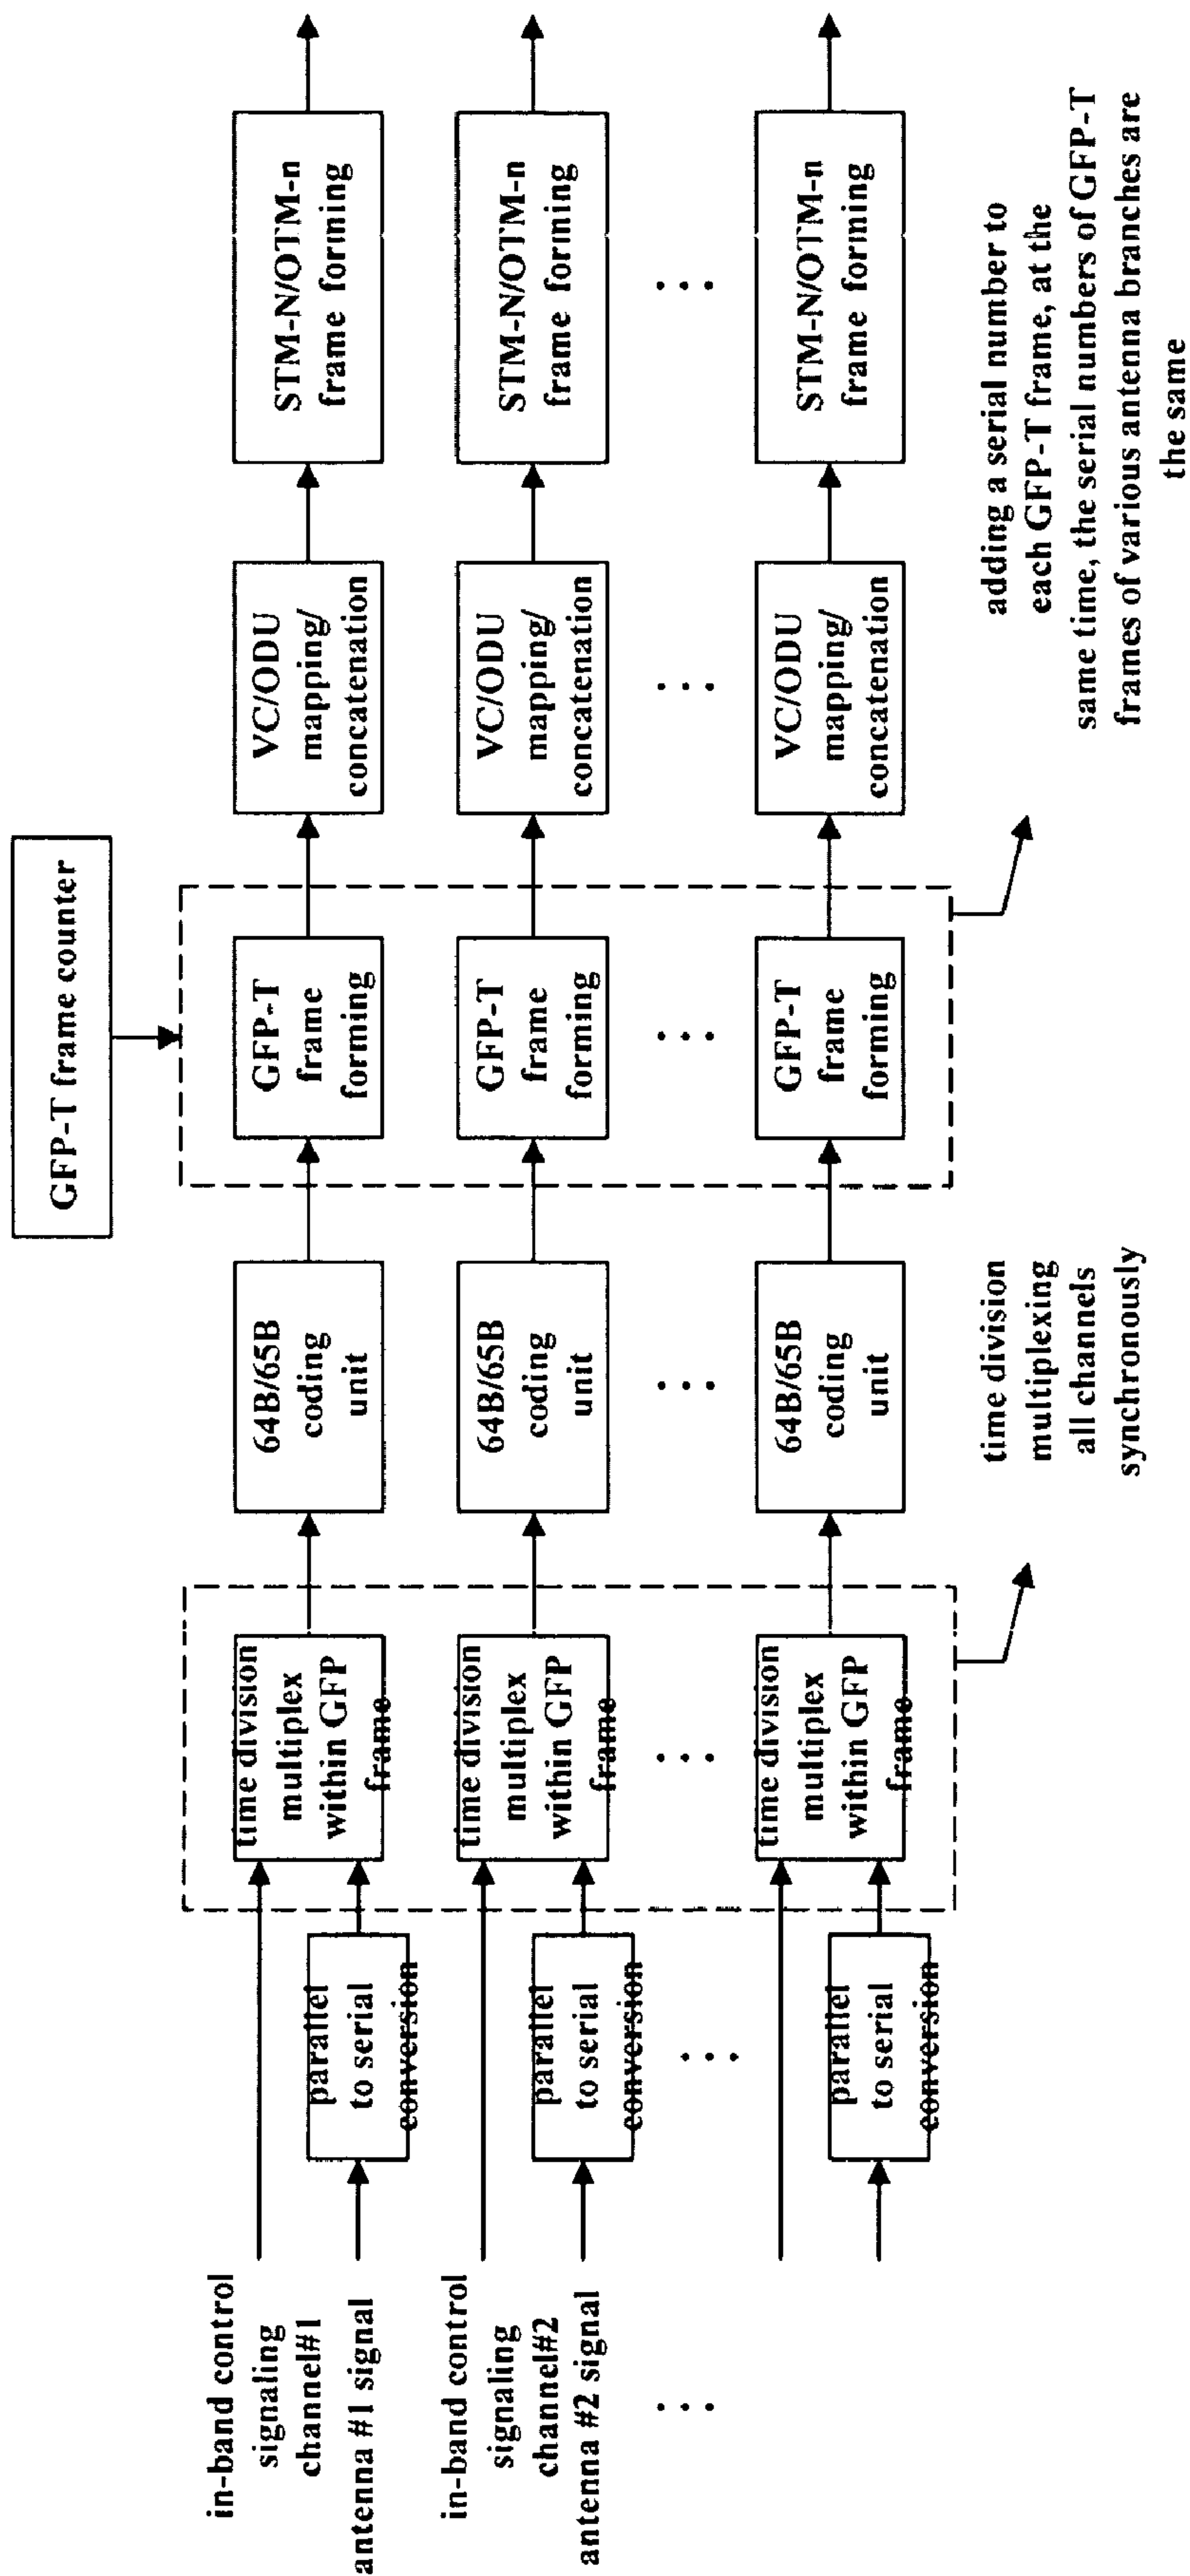 GFP-T frame counter
in-band control
signaling
channel#1
antenna #1 signal
parallel
to serial
conversion
time division
multiplex
within GFP
frame
64B/65B
coding
unit
GFP-T
frame
forming
VC/ODU
mapping/
concatenation
STM-N/OTM-n
frame forming
in-band control
signaling
channel#2
antenna #2 signal
parallel
to serial
conversion
time division
multiplex
within GFP
frame
64B/65B
coding
unit
GFP-T
frame
forming
VC/ODU
mapping/
concatenation
STM-N/OTM-n
frame forming
...
...
...
...
...
...
...
parallel
to serial
conversion
time division
multiplex
within GFP
frame
64B/65B
coding
unit
GFP-T
frame
forming
VC/ODU
mapping/
concatenation
STM-N/OTM-n
frame forming
time division
multiplexing
all channels
synchronously
adding a serial number to
each GFP-T frame, at the
same time, the serial numbers of GFP-T
frames of various antenna branches are
the same